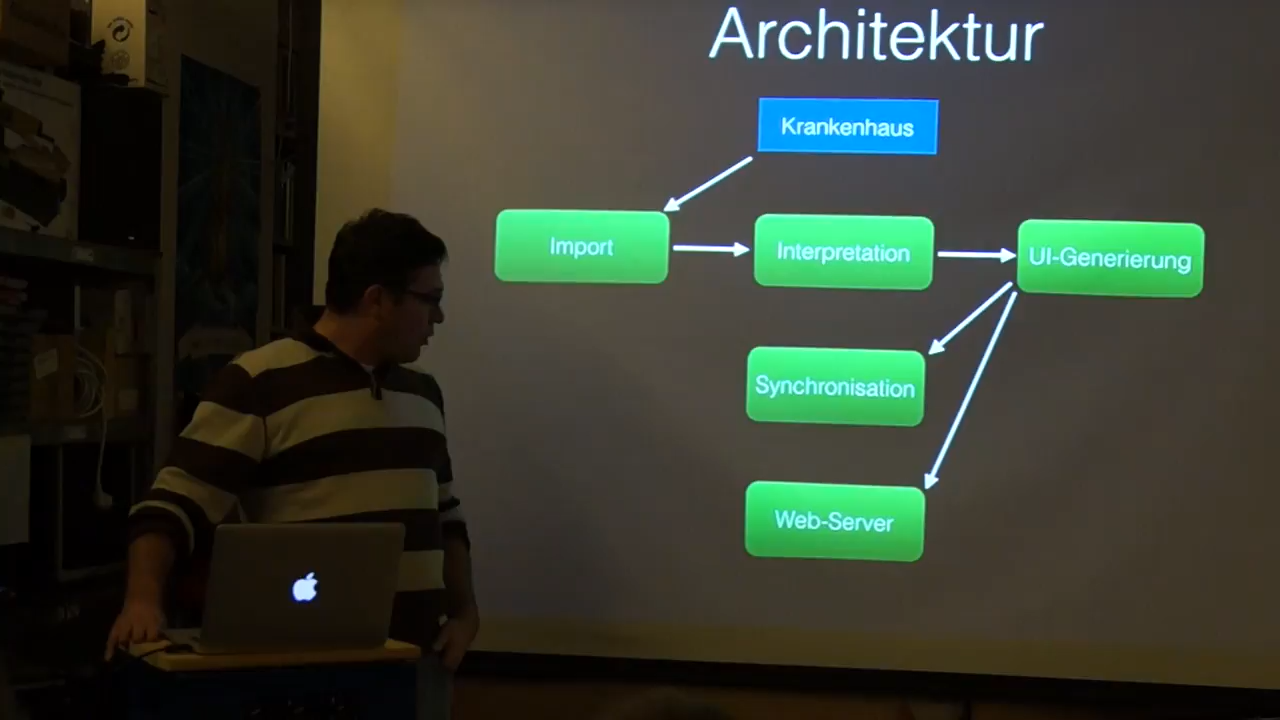 Architektur
Krankenhaus
Import
Interpretation
UI-Generierung
Synchronisation
Web-Server